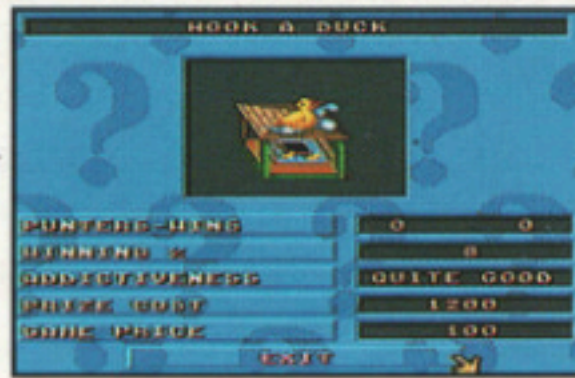 HOOK A DUCK
PUNTERS-WINS 0 0
WINNING % 0
ADDICTIVENESS QUITE GOOD
PRIZE COST 1200
GAME PRICE 100
EXIT